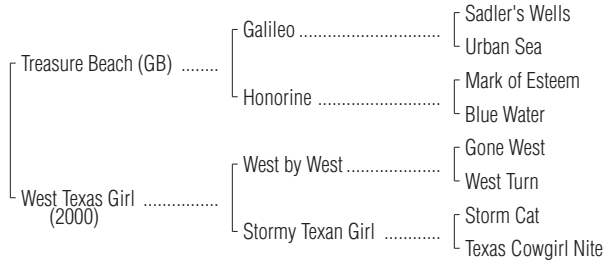 Sadler's Wells
Galileo ................................
Urban Sea
Treasure Beach (GB) ........
Mark of Esteem
Honorine ............................
Blue Water
Gone West
West by West .....................
West Turn
West Texas Girl ................
(2000)
Storm Cat
Stormy Texan Girl ..............
Texas Cowgirl Nite